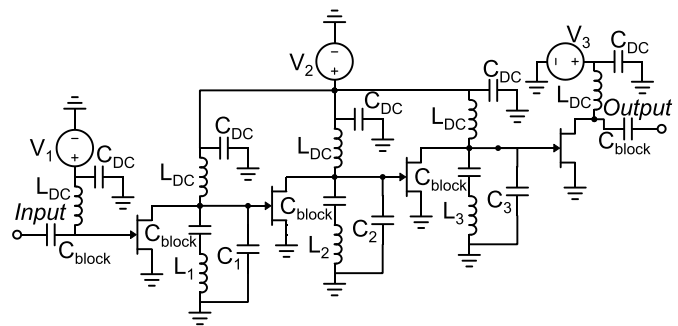 V3
CDC
V2
LDC
CDC
CDC
LDC
Output
Cblock
V1
CDC
CDC
LDC
LDC
LDC
Cblock
Cblock
Input
Cblock
Cblock
L3
C3
Cblock
L1
C1
L2
C2
− +
− +
− +